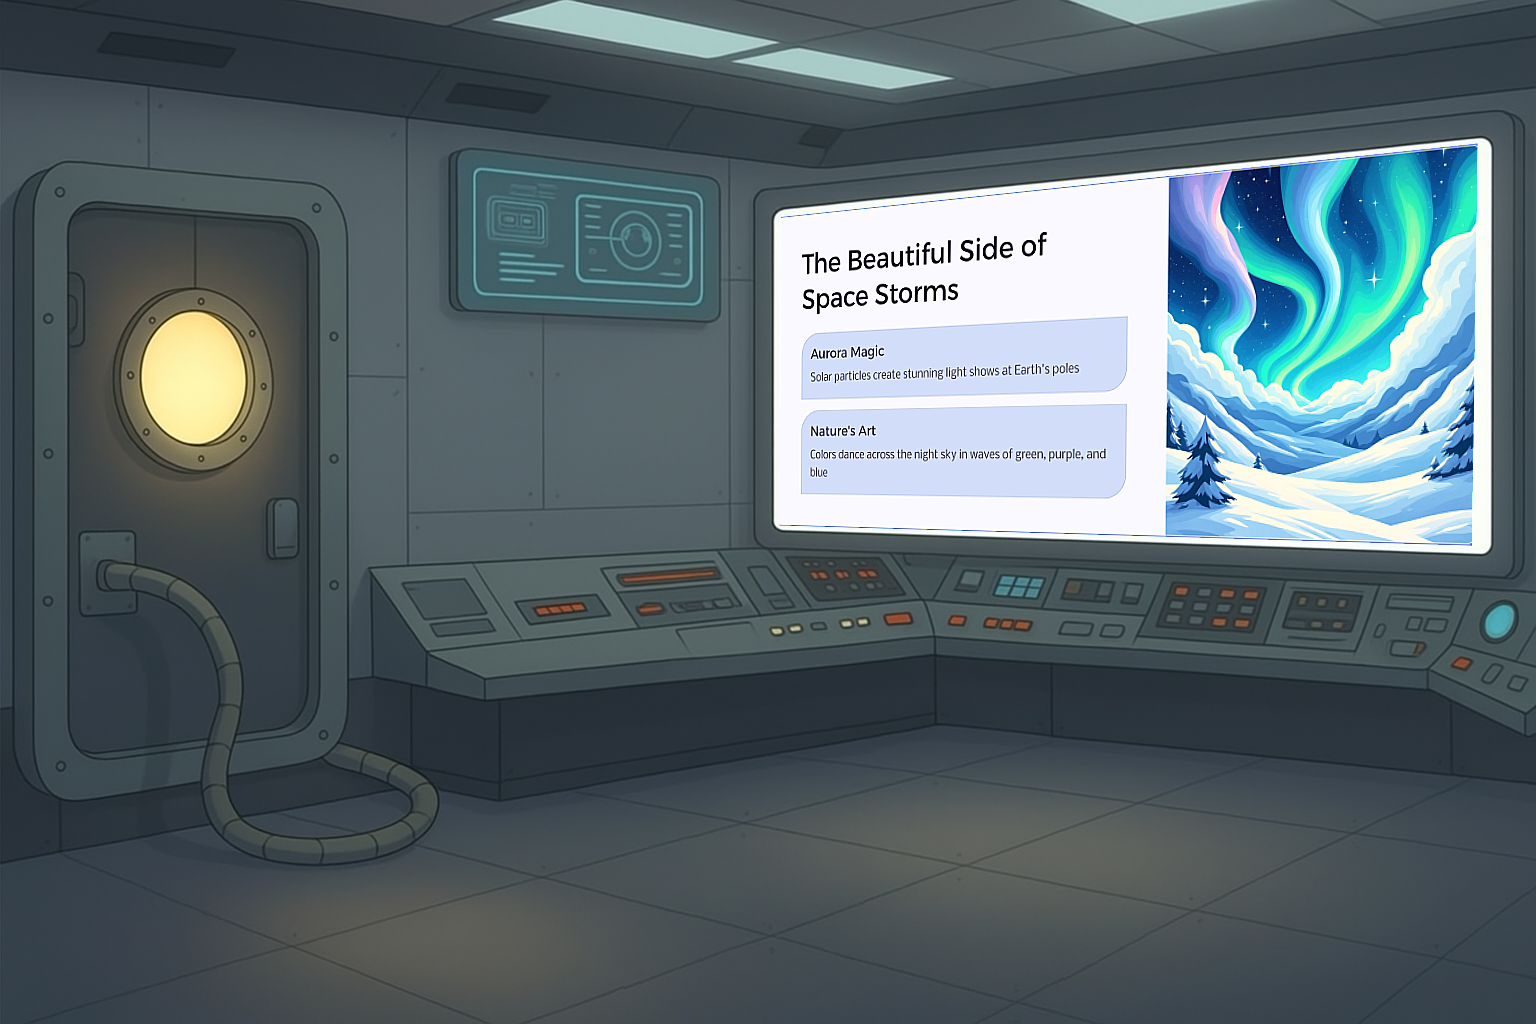 The Beautiful Side of
Space Storms
Aurora Magic
Solar particles create stunning light shows at Earth's poles
Nature's Art
Colors dance across the night sky in waves of green, purple, and
blue